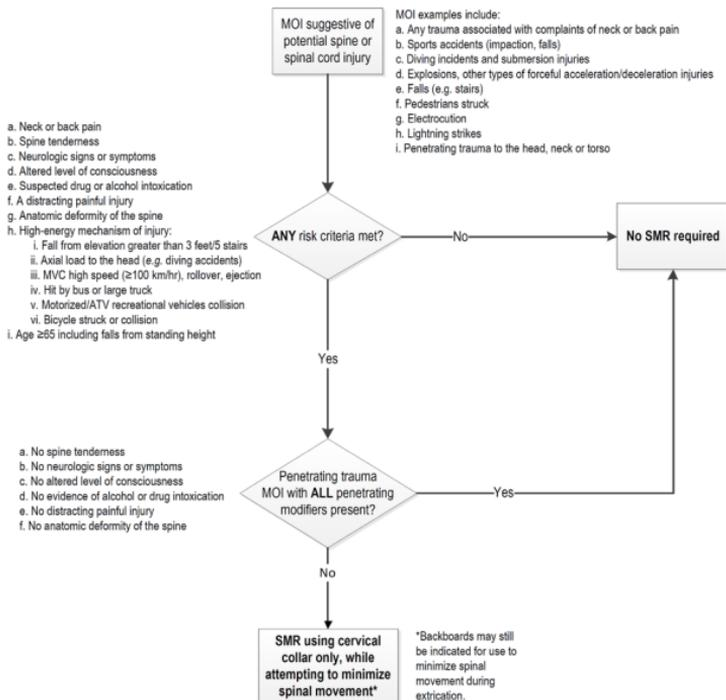 MOI suggestive of
potential spine or
spinal cord injury
MOI examples include:
a. Any trauma associated with complaints of neck or back pain
b. Sports accidents (impaction, falls)
c. Diving incidents and submersion injuries
d. Explosions, other types of forceful acceleration/deceleration injuries
e. Falls (e.g. stairs)
f. Pedestrians struck
g. Electrocution
h. Lightning strikes
i. Penetrating trauma to the head, neck or torso
a. Neck or back pain
b. Spine tenderness
c. Neurologic signs or symptoms
d. Altered level of consciousness
e. Suspected drug or alcohol intoxication
f. A distracting painful injury
g. Anatomic deformity of the spine
h. High-energy mechanism of injury:
i. Fall from elevation greater than 3 feet/5 stairs
ii. Axial load to the head (e.g. diving accidents)
iii. MVC high speed (≥100 km/hr), rollover, ejection
iv. Hit by bus or large truck
v. Motorized/ATV recreational vehicles collision
vi. Bicycle struck or collision
i. Age ≥65 including falls from standing height
ANY risk criteria met?
No
No SMR required
Yes
a. No spine tenderness
b. No neurologic signs or symptoms
c. No altered level of consciousness
d. No evidence of alcohol or drug intoxication
e. No distracting painful injury
f. No anatomic deformity of the spine
Penetrating trauma
MOI with ALL penetrating
modifiers present?
Yes
No
SMR using cervical
collar only, while
attempting to minimize
spinal movement*
*Backboards may still
be indicated for use to
minimize spinal
movement during
extrication.